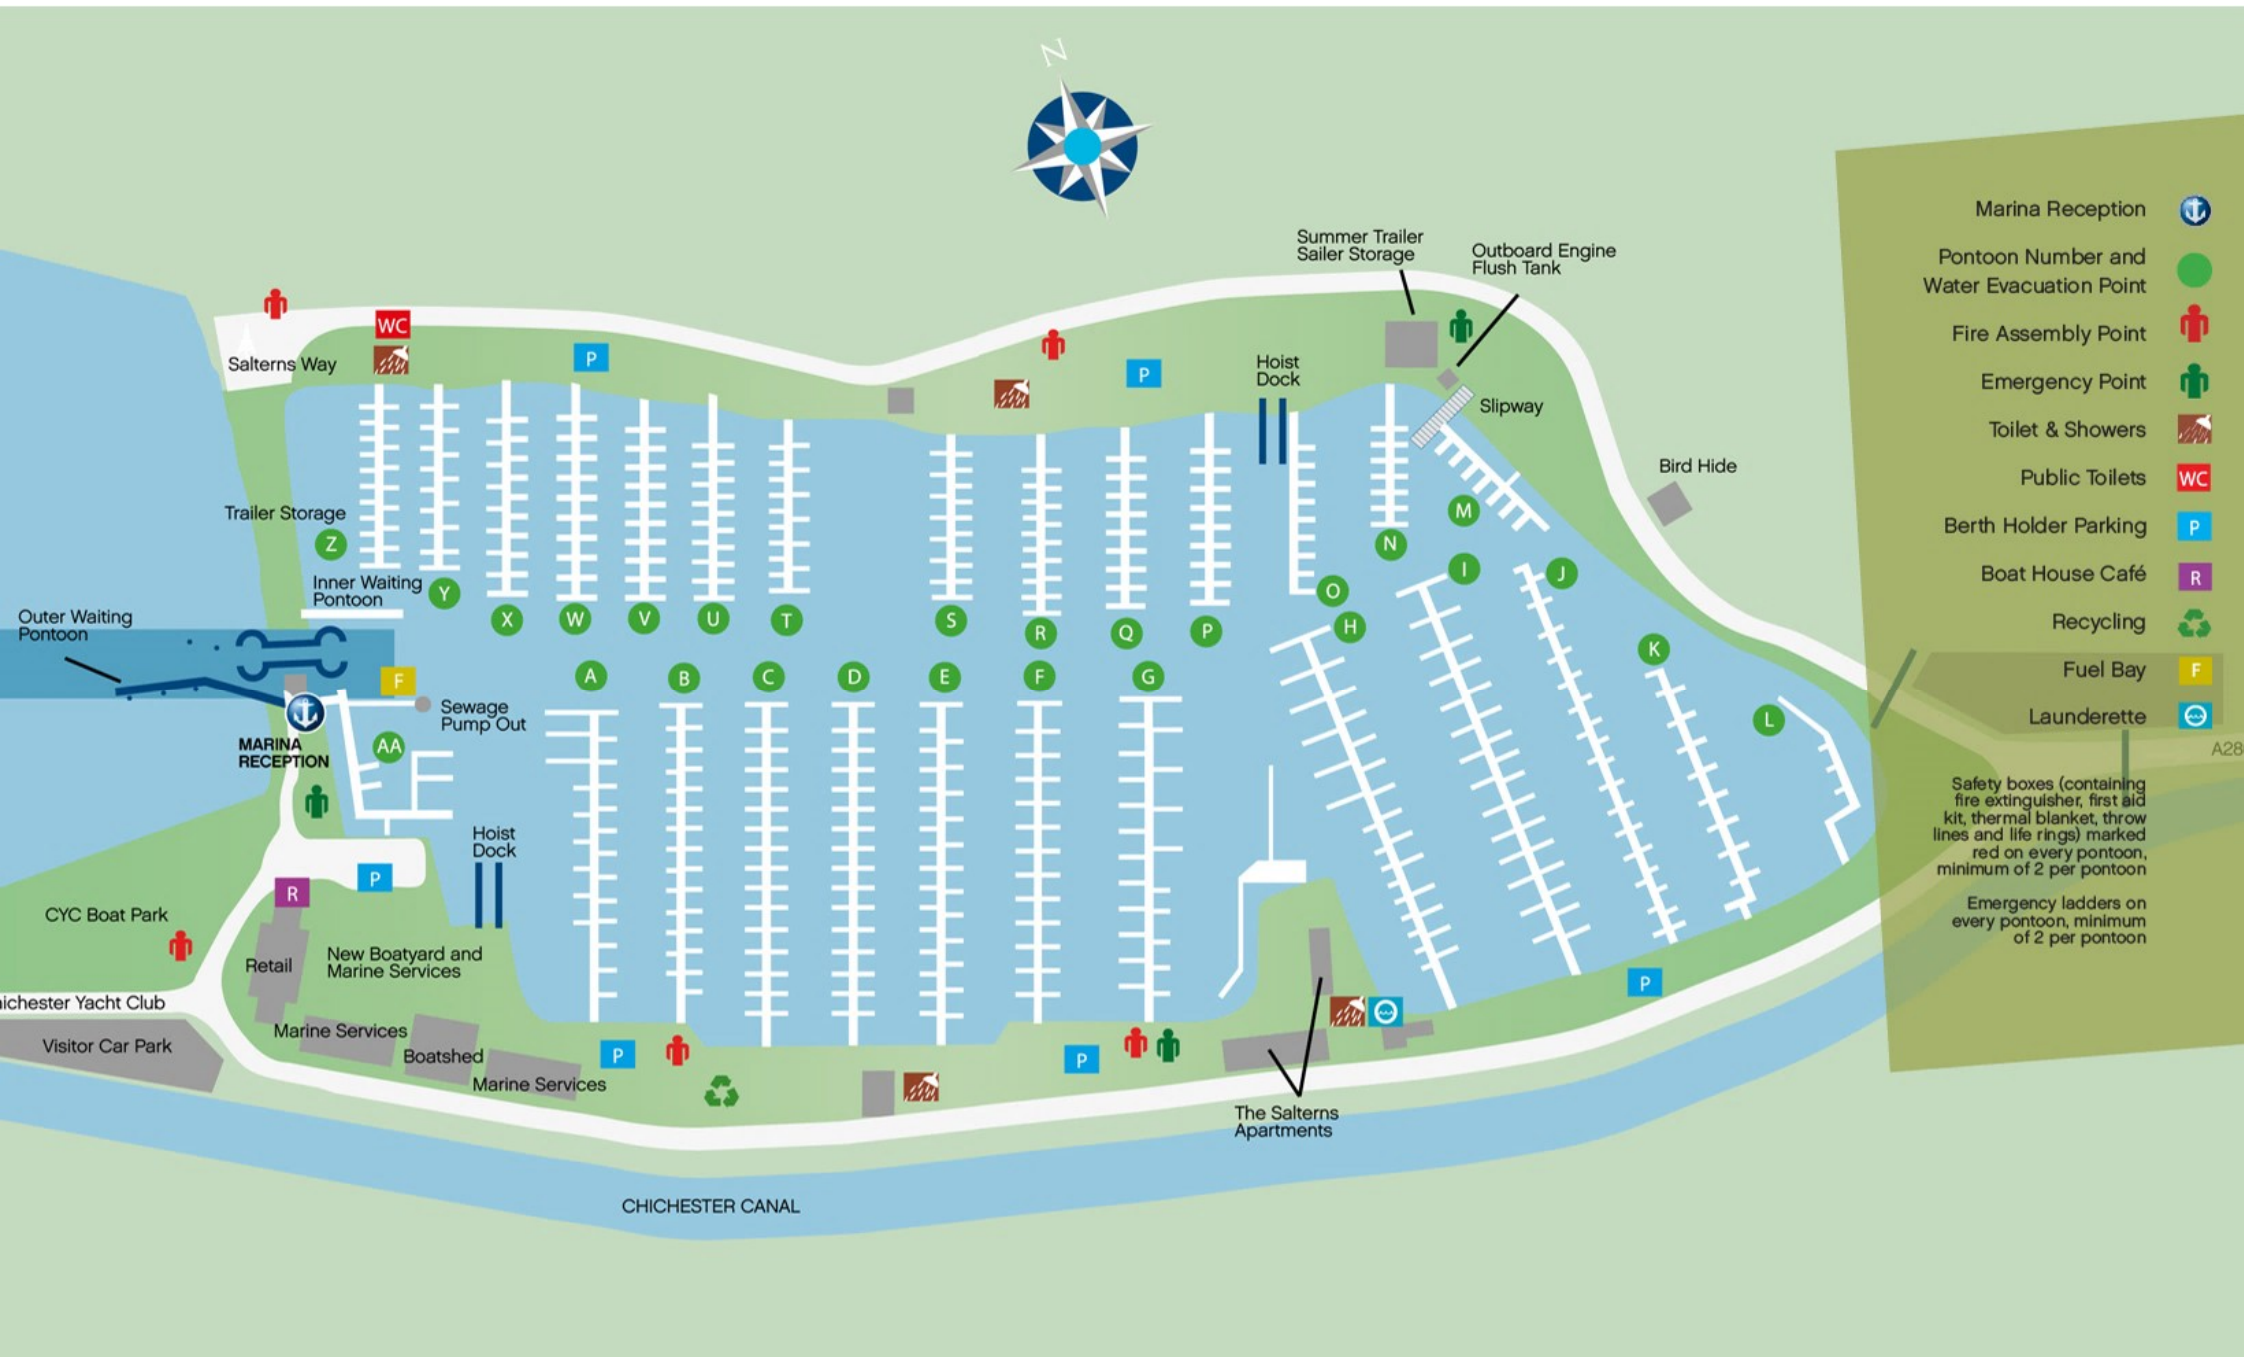 N
Summer Trailer
Sailer Storage
Outboard Engine
Flush Tank
WC
Salterns Way
P
P
Hoist
Dock
Slipway
Bird Hide
Trailer Storage
Z
M
N
Inner Waiting
Pontoon
Y
I
J
O
Outer Waiting
Pontoon
X
W
V
U
T
S
R
Q
P
H
K
F
A
B
C
D
E
F
G
Sewage
Pump Out
L
MARINA
RECEPTION
AA
Hoist
Dock
P
R
CYC Boat Park
Retail
New Boatyard and
Marine Services
P
ichester Yacht Club
Marine Services
Visitor Car Park
Boatshed
P
P
Marine Services
The Salterns
Apartments
CHICHESTER CANAL
Marina Reception
Pontoon Number and
Water Evacuation Point
Fire Assembly Point
Emergency Point
Toilet & Showers
Public Toilets WC
Berth Holder Parking P
Boat House Café R
Recycling
Fuel Bay F
Launderette
A28
Safety boxes (containing
fire extinguisher, first aid
kit, thermal blanket, throw
lines and life rings) marked
red on every pontoon,
minimum of 2 per pontoon
Emergency ladders on
every pontoon, minimum
of 2 per pontoon